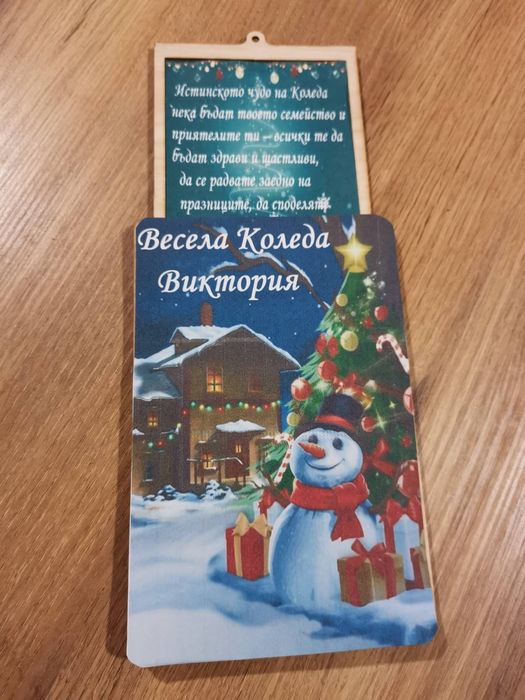 Истинското чудо на Коледа
нека бъдат твоето семейство и
приятелите ти – всички те да
бъдат здрави и щастливи,
да се радвате заедно на
празниците, да споделят
Весела Коледа
Виктория